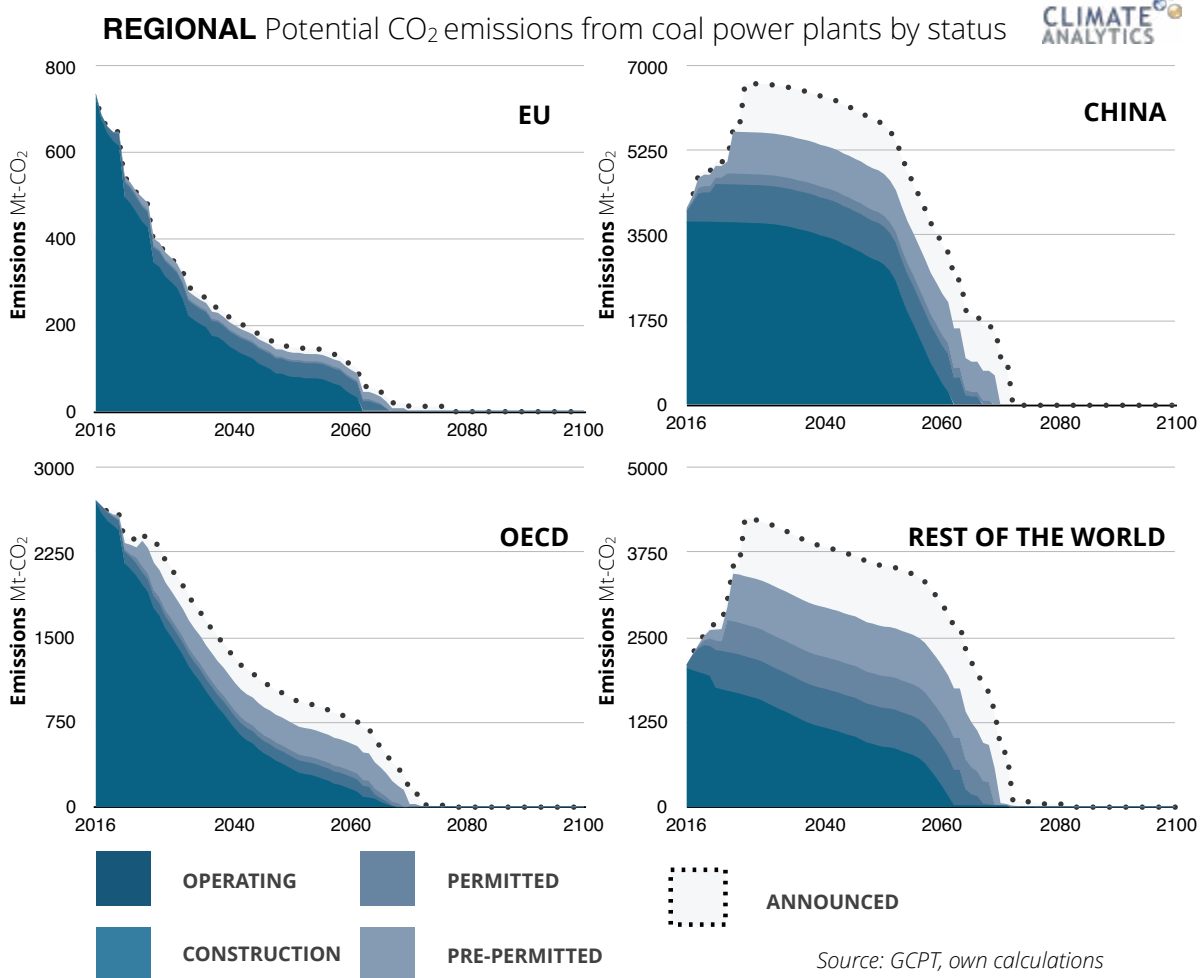 REGIONAL Potential CO2 emissions from coal power plants by status
CLIMATE
ANALYTICS
800
600
400
200
0
Emissions Mt-CO2
EU
2016
2040
2060
2080
2100
7000
5250
3500
1750
0
Emissions Mt-CO2
CHINA
2016
2040
2060
2080
2100
3000
2250
1500
750
0
Emissions Mt-CO2
OECD
2016
2040
2060
2080
2100
5000
3750
2500
1250
0
Emissions Mt-CO2
REST OF THE WORLD
2016
2040
2060
2080
2100
OPERATING
PERMITTED
ANNOUNCED
CONSTRUCTION
PRE-PERMITTED
Source: GCPT, own calculations